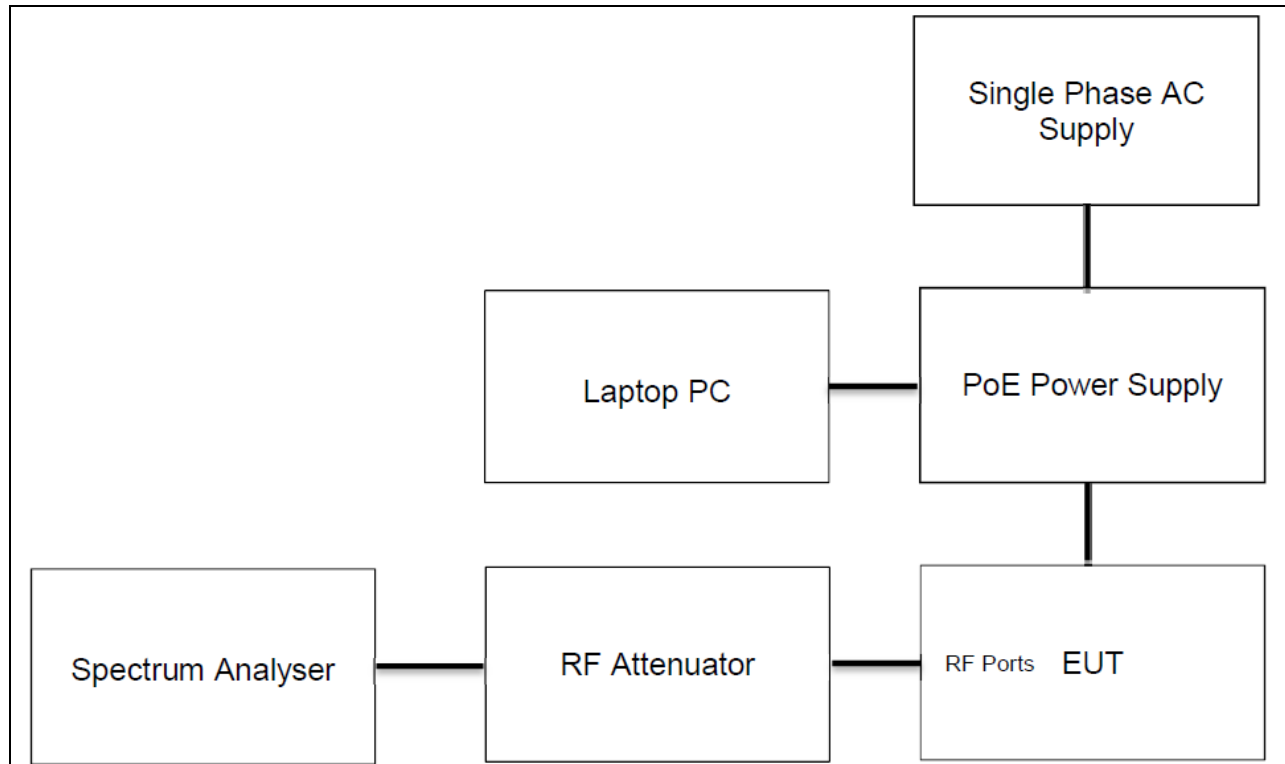 Single Phase AC
Supply
Laptop PC
PoE Power Supply
Spectrum Analyser
RF Attenuator
RF Ports EUT